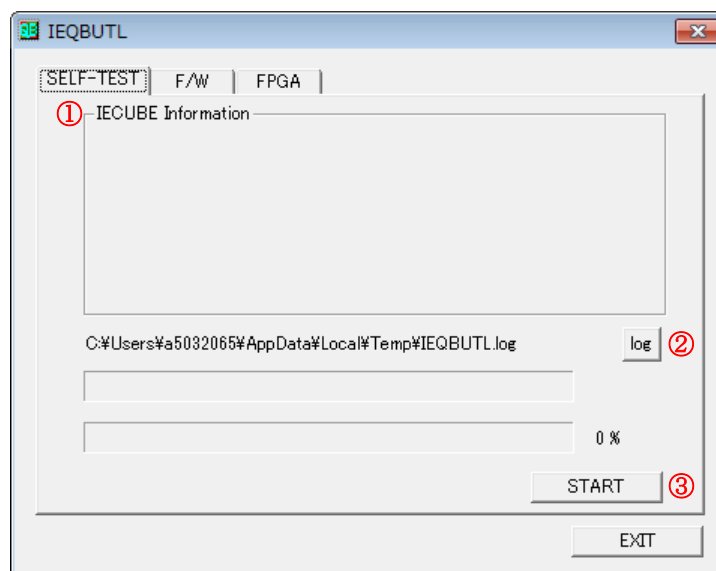 IEQBUTL
SELF-TEST F/W FPGA
① IECUBE Information
C:¥Users¥a5032065¥AppData¥Local¥Temp¥IEQBUTL.log log ②
0 %
START ③
EXIT